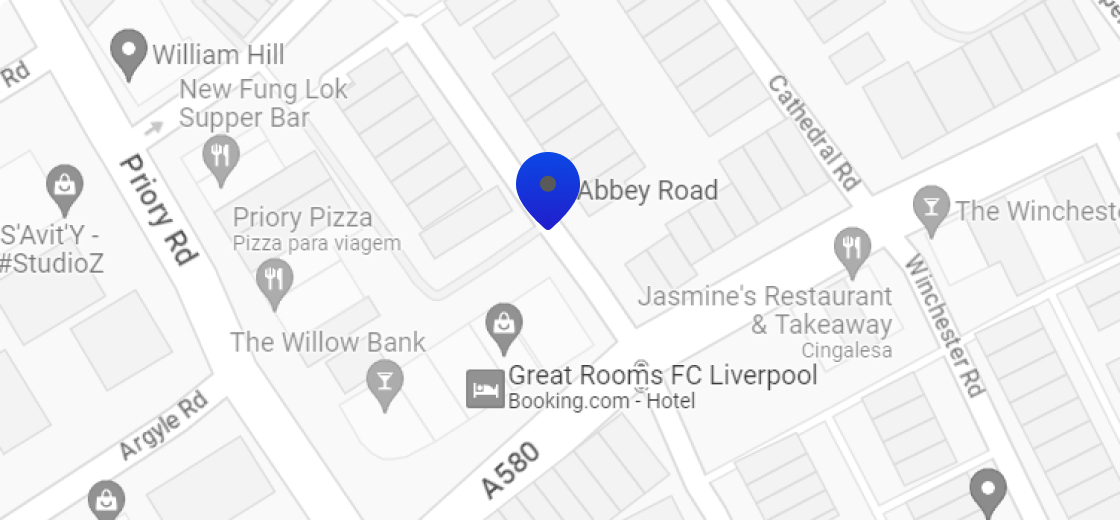 William Hill
Rd
New Fung Lok
Supper Bar
Cathedral Rd
Priory Rd
Abbey Road
The Winchest
S'Avit'Y -
#StudioZ
Priory Pizza
Pizza para viagem
Winchester Rd
Jasmine's Restaurant
& Takeaway
Cingalesa
The Willow Bank
Great Rooms FC Liverpool
Booking.com - Hotel
Argyle Rd
A580